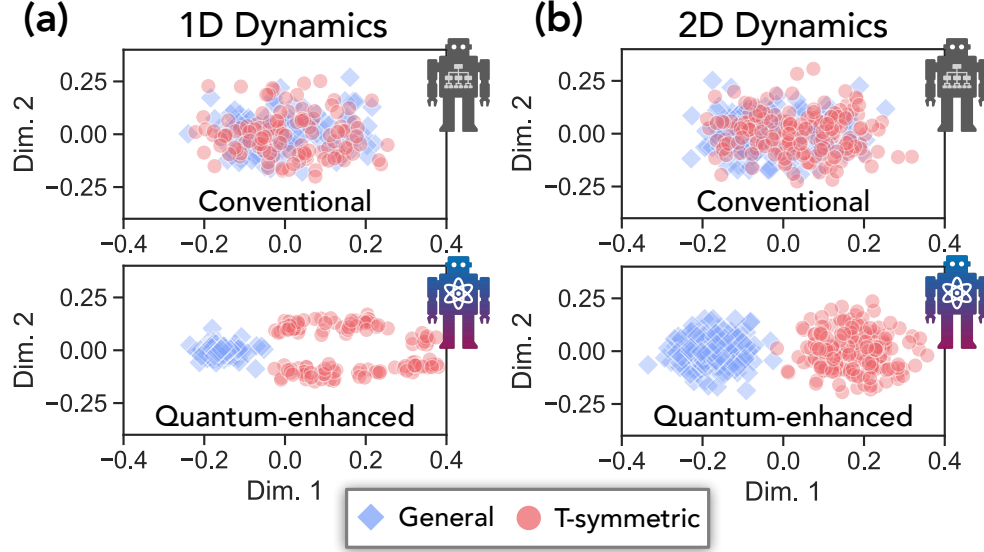 (a) 1D Dynamics
(b) 2D Dynamics
Dim. 2
0.25
0.00
−0.25
Conventional
−0.4 −0.2 0.0 0.2 0.4
Dim. 2
0.25
0.00
−0.25
Conventional
−0.4 −0.2 0.0 0.2 0.4
Dim. 2
0.25
0.00
−0.25
Quantum-enhanced
−0.4 −0.2 0.0 0.2 0.4
Dim. 1
Dim. 2
0.25
0.00
−0.25
Quantum-enhanced
−0.4 −0.2 0.0 0.2 0.4
Dim. 1
General T-symmetric